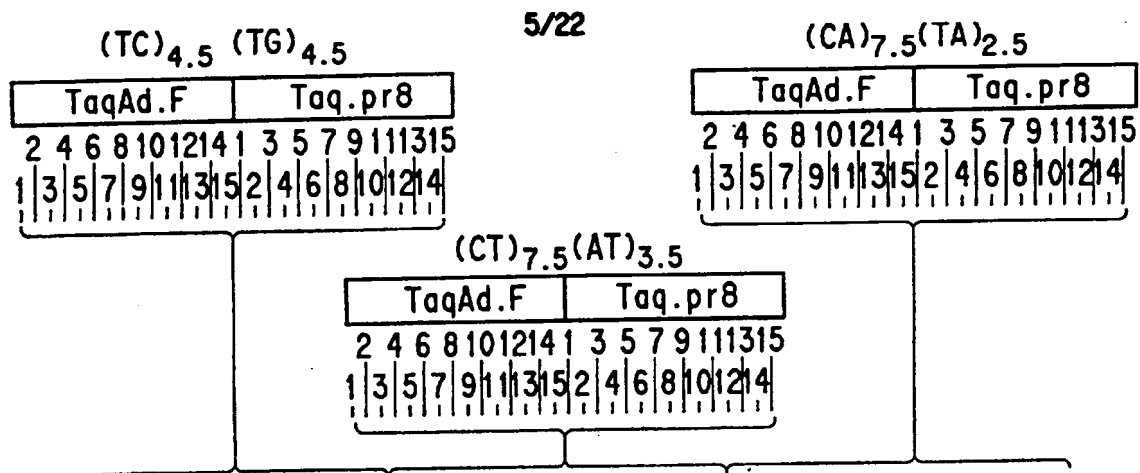 5/22
(TC)4.5 (TG)4.5
TaqAd.F Taq.pr8
2 4 6 8 10 12 14 1 3 5 7 9 11 13 15
1 3 5 7 9 11 13 15 2 4 6 8 10 12 14
(CA)7.5(TA)2.5
TaqAd.F Taq.pr8
2 4 6 8 10 12 14 1 3 5 7 9 11 13 15
1 3 5 7 9 11 13 15 2 4 6 8 10 12 14
(CT)7.5(AT)3.5
TaqAd.F Taq.pr8
2 4 6 8 10 12 14 1 3 5 7 9 11 13 15
1 3 5 7 9 11 13 15 2 4 6 8 10 12 14